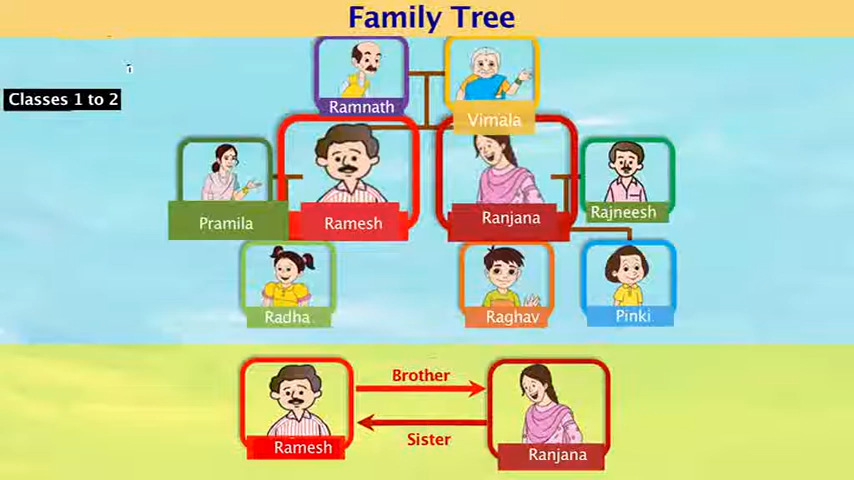 Family Tree
Classes 1 to 2
Ramnath
Vimala
Pramila
Ramesh
Ranjana
Rajneesh
Radha
Raghav
Pinki
Brother
Sister
Ramesh
Ranjana